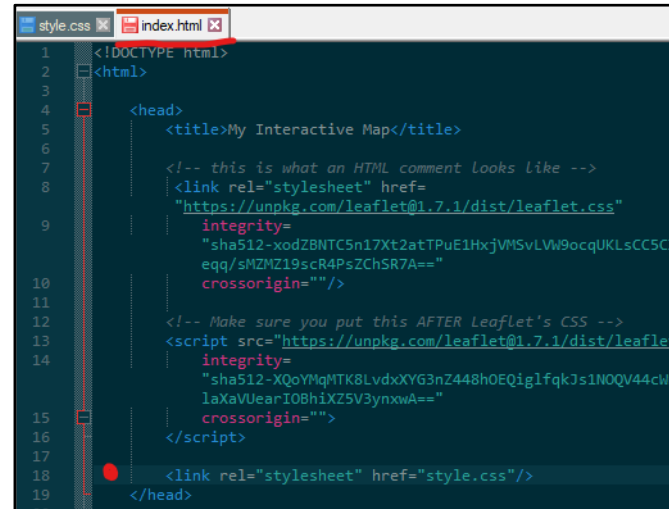 style.css index.html
1 <!DOCTYPE html>
2 <html>
3
4 <head>
5 <title>My Interactive Map</title>
6
7 <!-- this is what an HTML comment looks like -->
8 <link rel="stylesheet" href=
"https://unpkg.com/leaflet@1.7.1/dist/leaflet.css"
9 integrity=
"sha512-xodZBNTC5n17Xt2atTPuE1HxjVMSvLVW9ocqUKLsCC5C
eqq/sMZMZ19scR4PsZChSR7A=="
10 crossorigin=""/>
11
12 <!-- Make sure you put this AFTER Leaflet's CSS -->
13 <script src="https://unpkg.com/leaflet@1.7.1/dist/leafle
14 integrity=
"sha512-XQoYMqMTK8LvdxXYG3nZ448hOEQiglfqkJs1NOQV44cW
laXaVUearIOBhiXZ5V3ynxwA=="
15 crossorigin="">
16 </script>
17
18 <link rel="stylesheet" href="style.css"/>
19 </head>